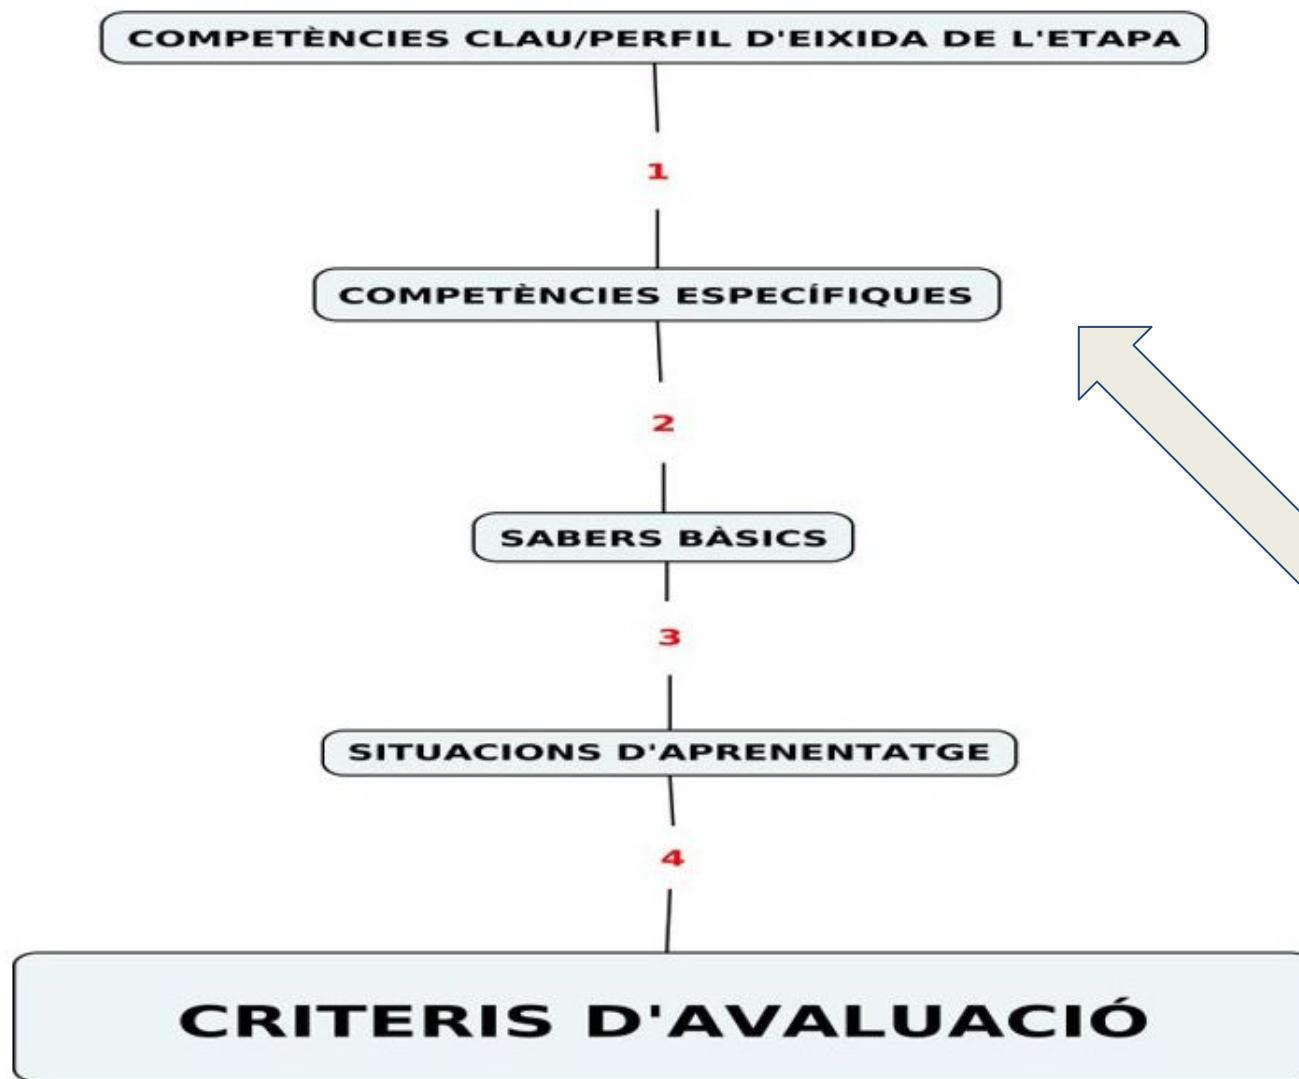 COMPETÈNCIES CLAU/PERFIL D'EIXIDA DE L'ETAPA
1
COMPETÈNCIES ESPECÍFIQUES
2
SABERS BÀSICS
3
SITUACIONS D'APRENENTATGE
4
CRITERIS D'AVALUACIÓ